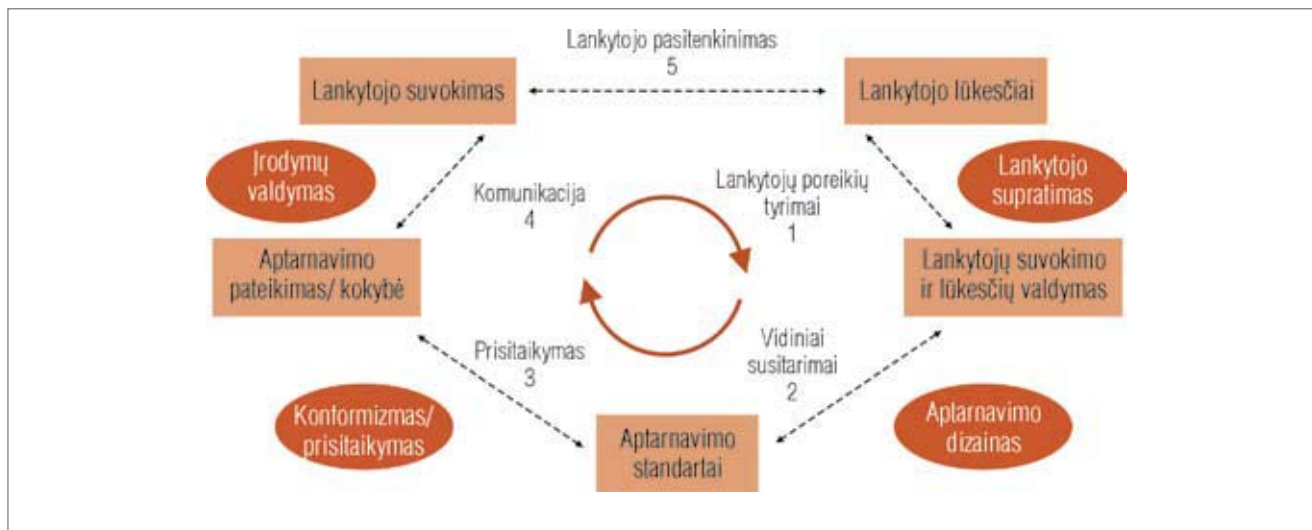 Lankytojo pasitenkinimas
5
Lankytojo suvokimas
Lankytojo lūkesčiai
Įrodymų
valdymas
Komunikacija
4
Lankytojų poreikių
tyrimai
1
Lankytojo
supratimas
Aptarnavimo
pateikimas/ kokybė
Lankytojų suvokimo
ir lūkesčių valdymas
Prisitaikymas
3
Vidiniai
susitarimai
2
Konformizmas/
prisitaikymas
Aptarnavimo
standartai
Aptarnavimo
dizainas